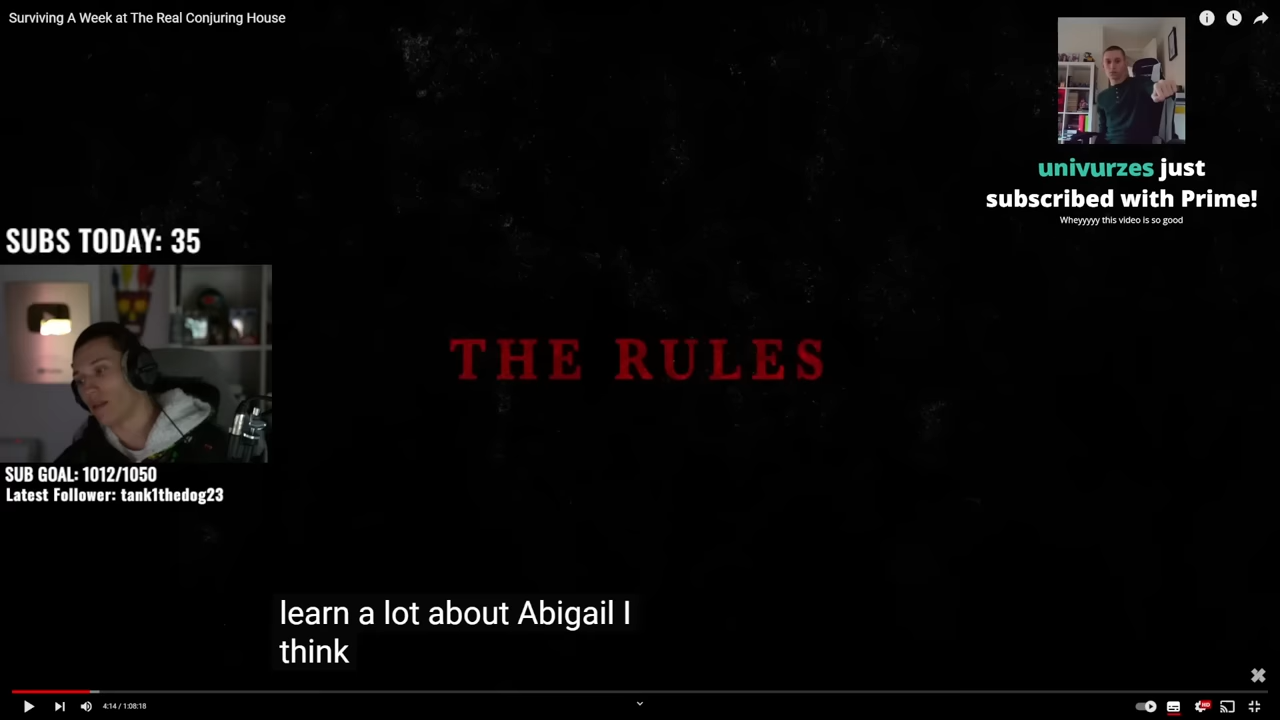 Surviving A Week at The Real Conjuring House
univurzes just
subscribed with Prime!
Wheyyyyy this video is so good
SUBS TODAY: 35
THE RULES
SUB GOAL: 1012/1050
Latest Follower: tank1thedog23
learn a lot about Abigail I
think
4:14 / 1:08:18
HD